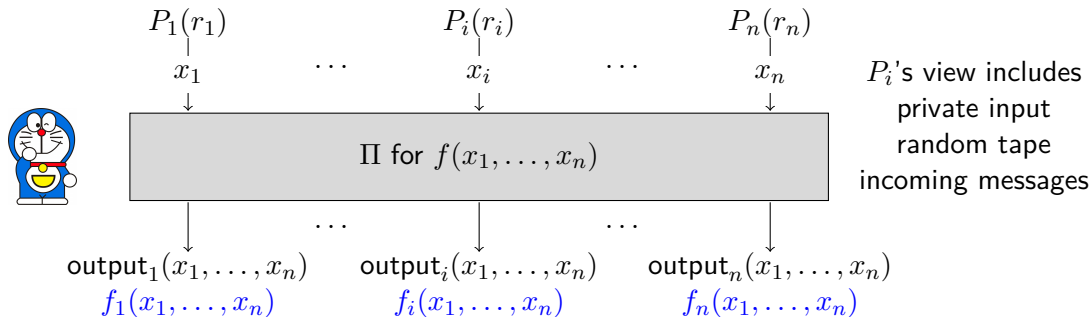 P₁(r₁) Pᵢ(rᵢ) Pₙ(rₙ)
x₁ ··· xᵢ ··· xₙ
Pᵢ's view includes
private input
random tape
incoming messages
Π for f(x₁, . . . , xₙ)
··· ···
output₁(x₁, . . . , xₙ) outputᵢ(x₁, . . . , xₙ) outputₙ(x₁, . . . , xₙ)
f₁(x₁, . . . , xₙ) fᵢ(x₁, . . . , xₙ) fₙ(x₁, . . . , xₙ)